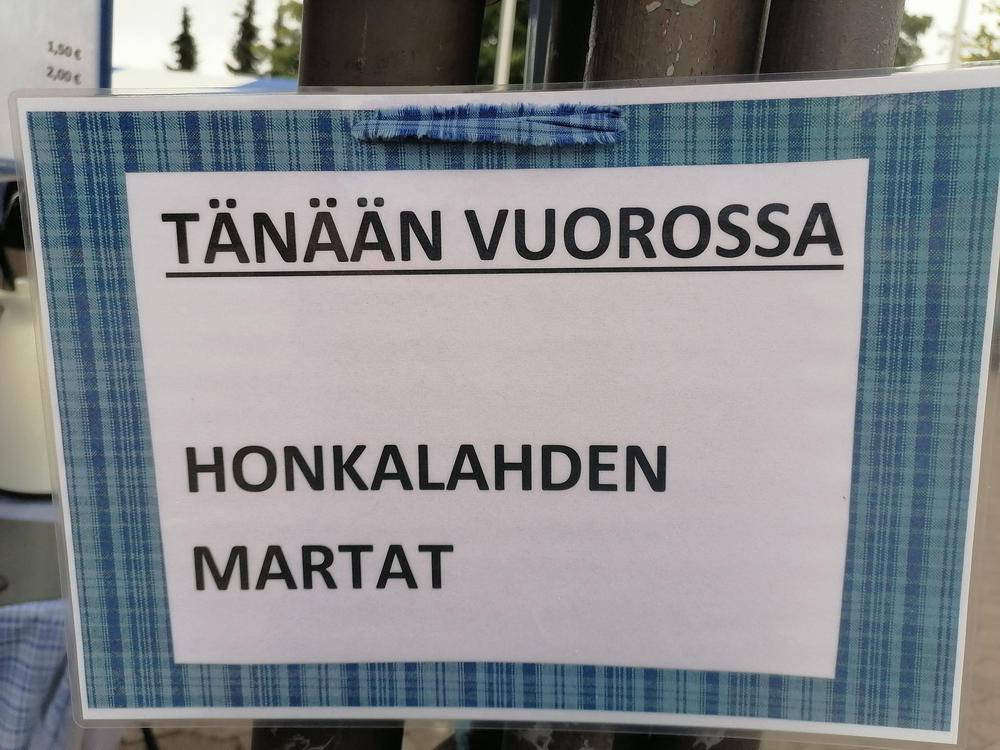 1,50 €
2,00 €
TÄNÄÄN VUOROSSA
HONKALAHDEN
MARTAT